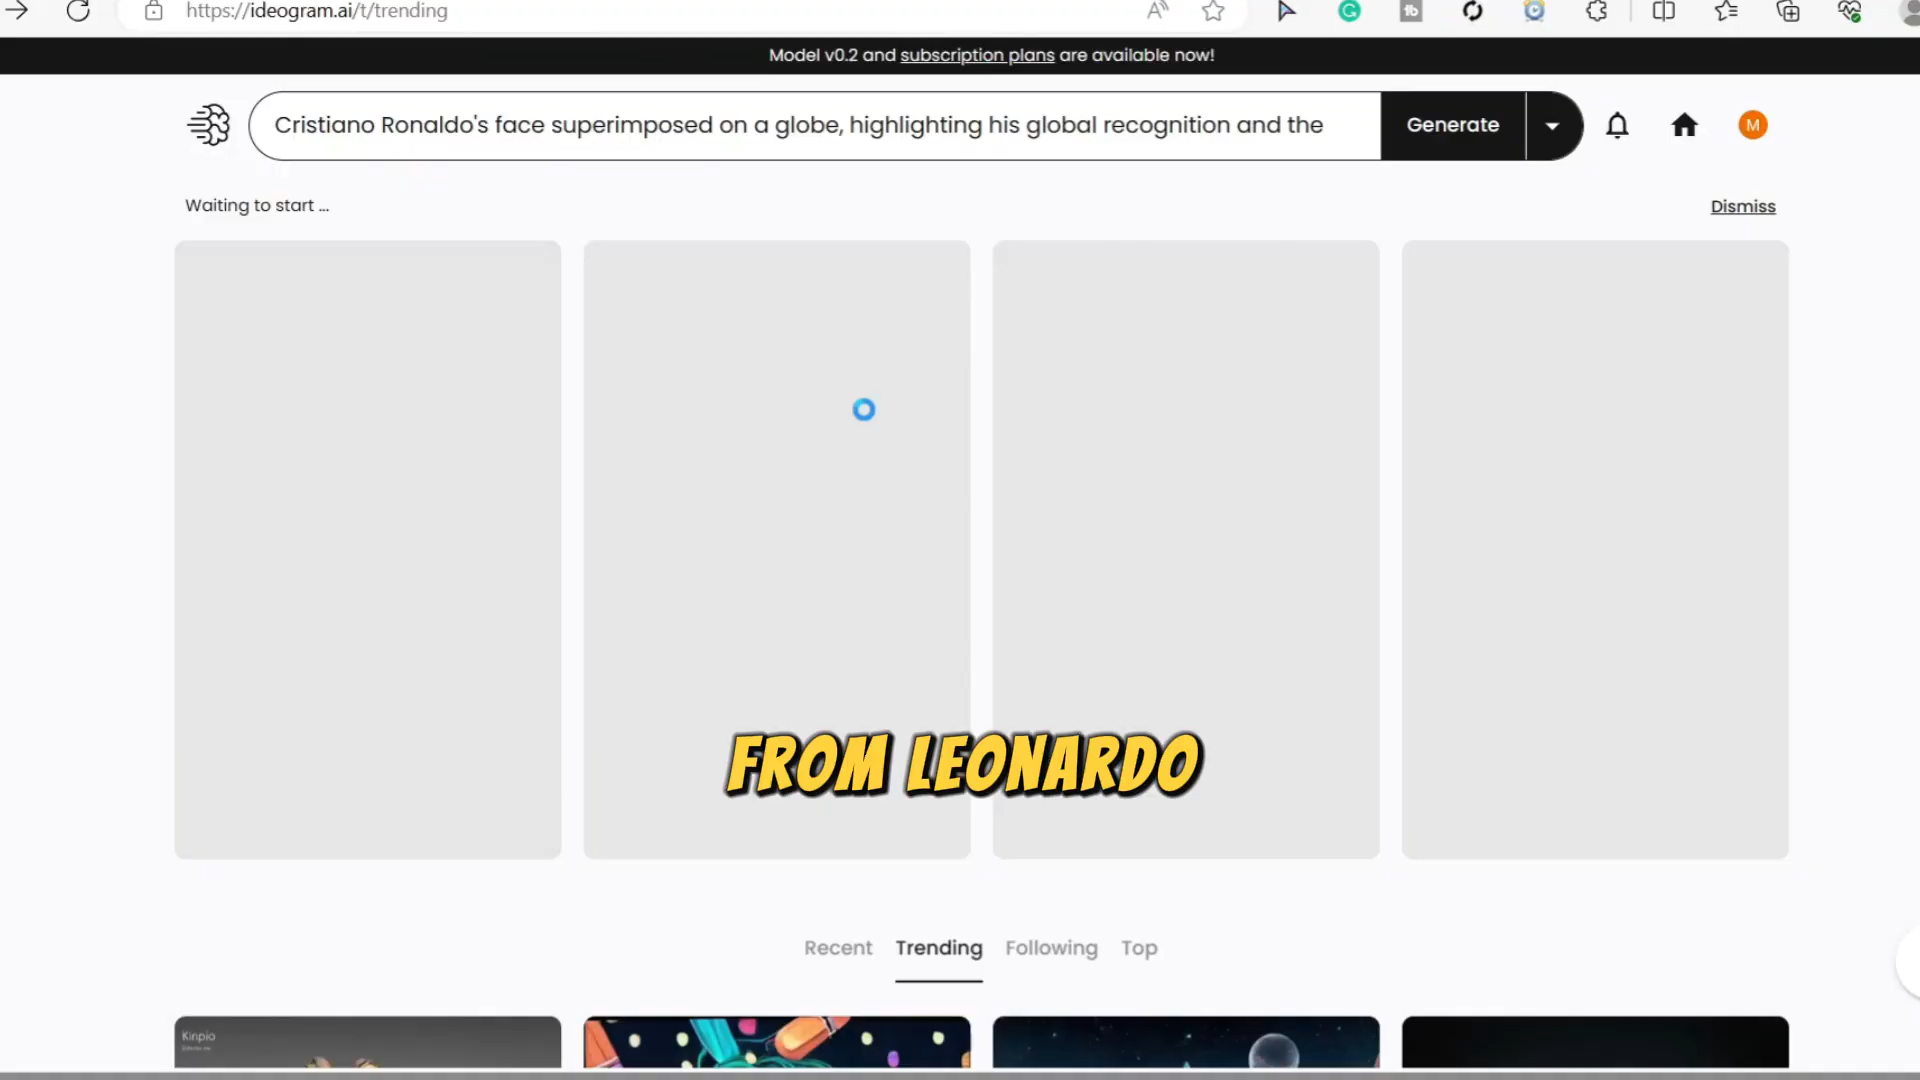 https://ideogram.ai/t/trending
Model v0.2 and subscription plans are available now!
Cristiano Ronaldo's face superimposed on a globe, highlighting his global recognition and the
Generate
M
Waiting to start ...
Dismiss
FROM LEONARDO
Recent Trending Following Top
Kinpio